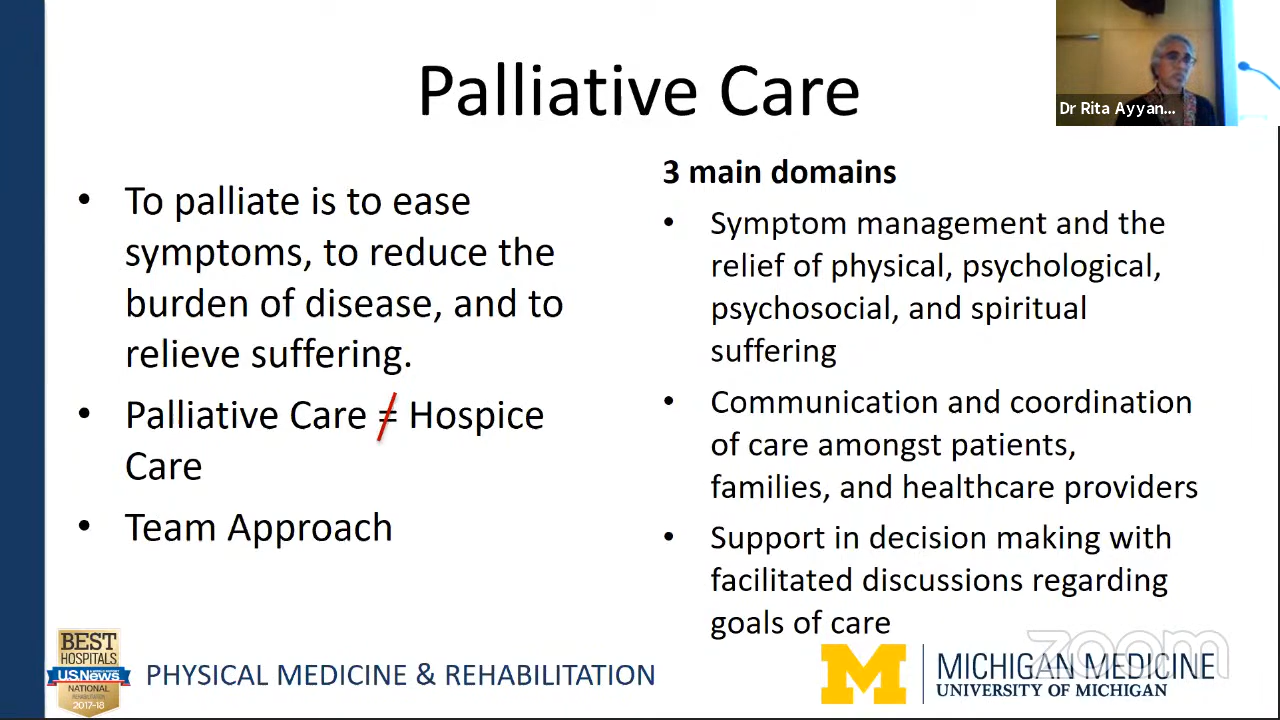 Palliative Care
Dr Rita Ayyan...
• To palliate is to ease
symptoms, to reduce the
burden of disease, and to
relieve suffering.
• Palliative Care ≠ Hospice
Care
• Team Approach
3 main domains
• Symptom management and the
relief of physical, psychological,
psychosocial, and spiritual
suffering
• Communication and coordination
of care amongst patients,
families, and healthcare providers
• Support in decision making with
facilitated discussions regarding
goals of care
BEST
HOSPITALS
U.S.News
NATIONAL
REHABILITATION
2017-18
PHYSICAL MEDICINE & REHABILITATION
M
MICHIGAN MEDICINE
UNIVERSITY OF MICHIGAN
zoom